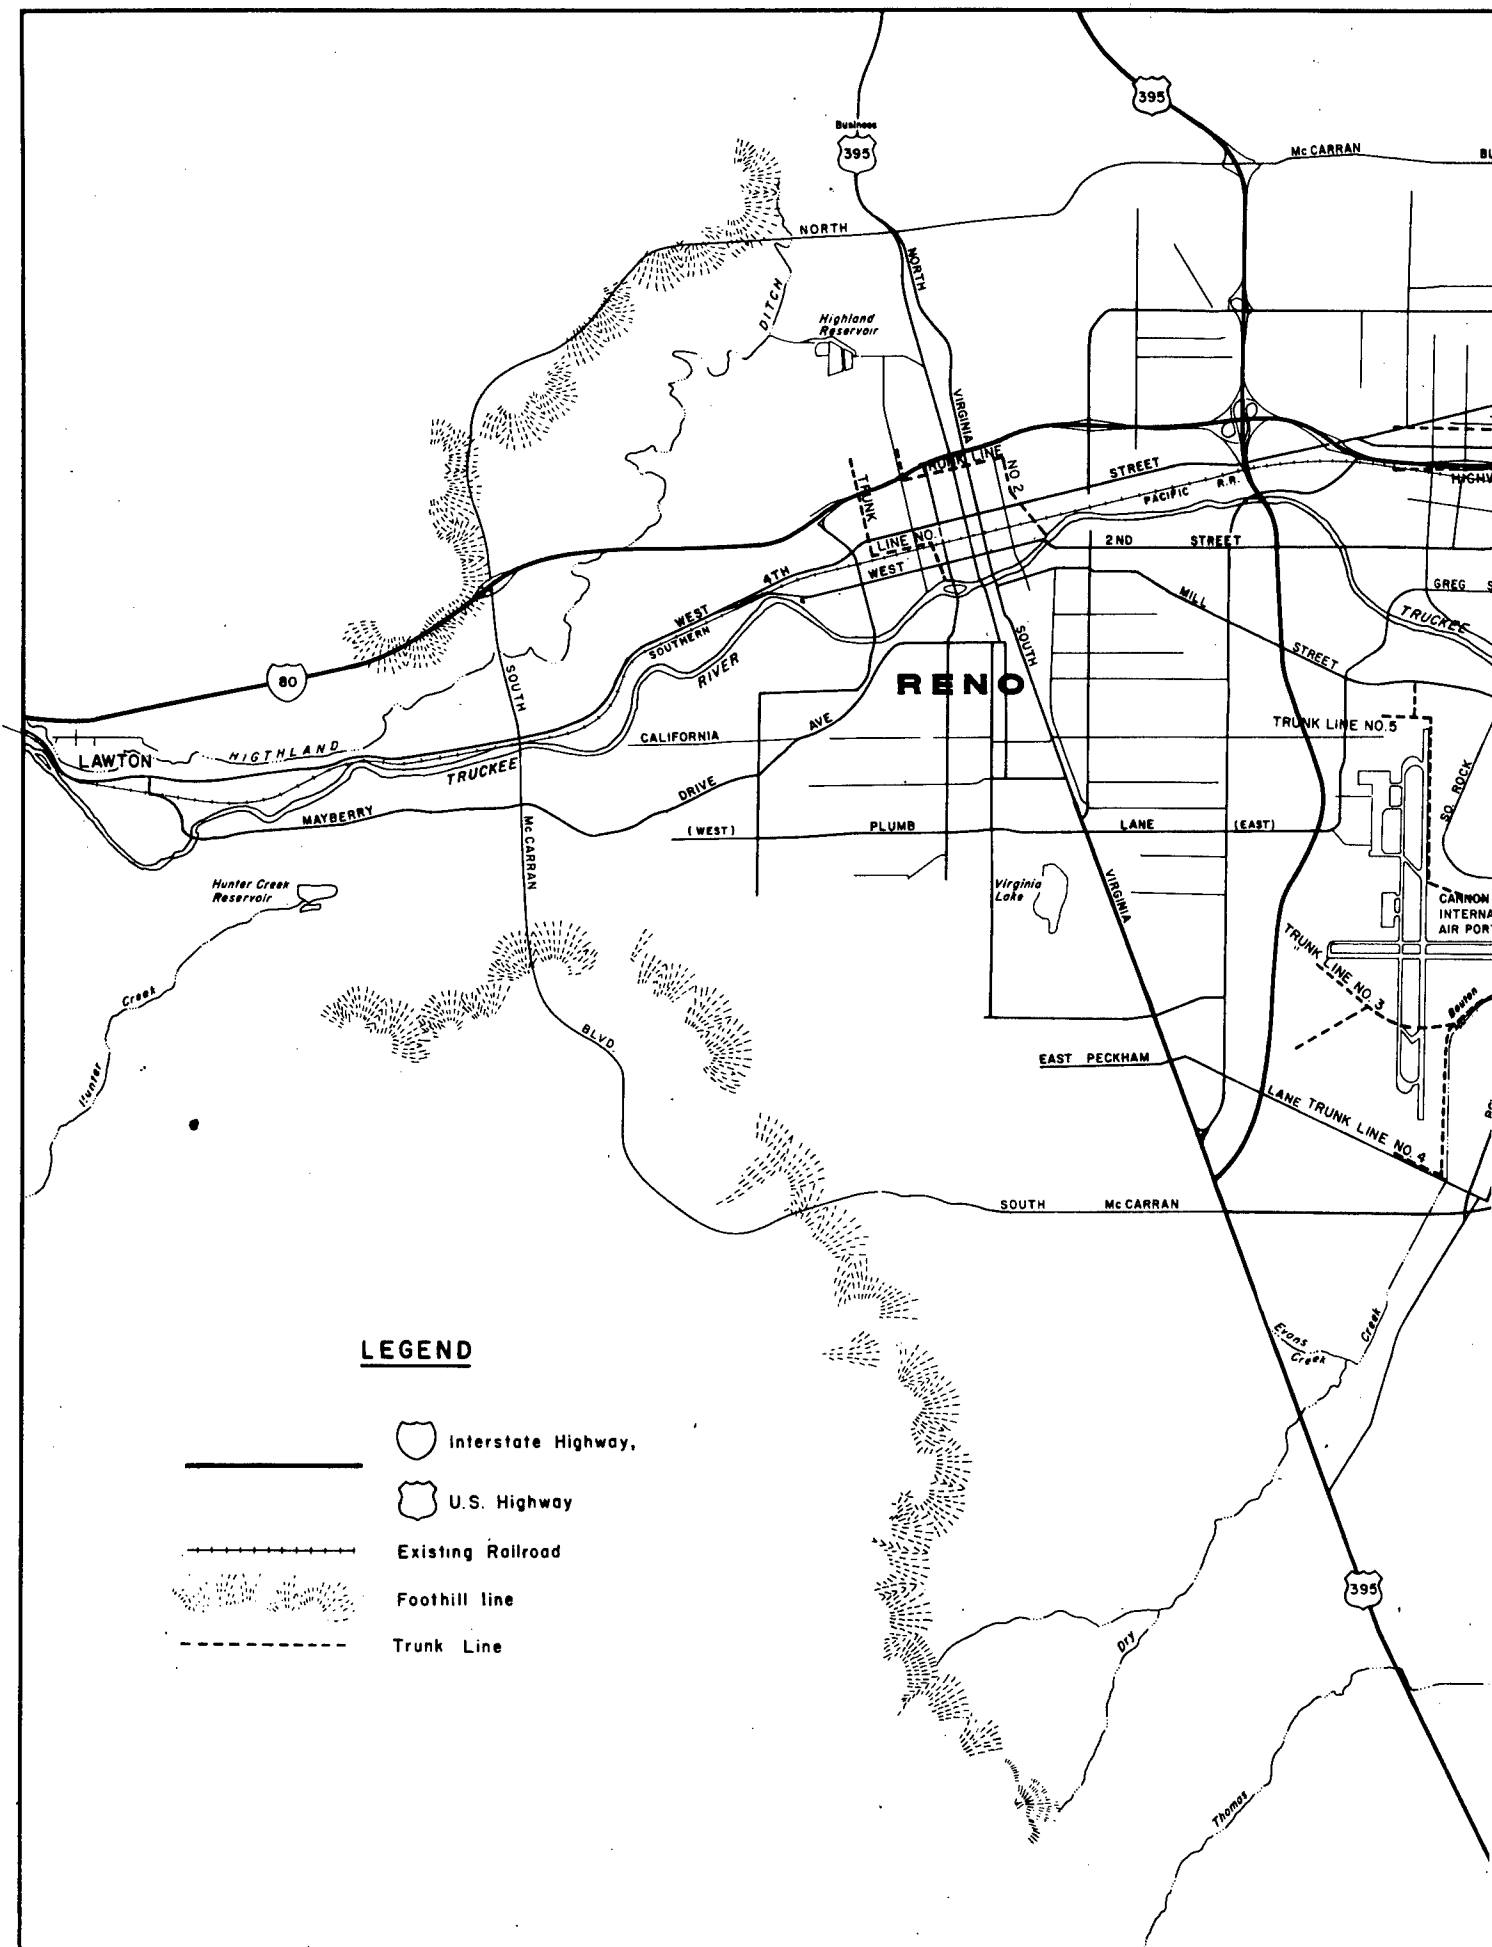 395
Business
395
McCARRAN
NORTH
NORTH
DITCH
Highland
Reservoir
VIRGINIA
TRUNK LINE
NO. 2
STREET
PACIFIC R.R.
TRUNK
LINE NO.
2ND STREET
WEST
4TH
WEST
SOUTHERN
RIVER
MILL
STREET
GREG
TRUCKEE
SOUTH
RENO
80
SOUTH
TRUNK LINE NO.5
CALIFORNIA AVE
HIGTHLAND
LAWTON
TRUCKEE
DRIVE
MAYBERRY
SO. ROCK
(WEST) PLUMB LANE (EAST)
McCARRAN
Hunter Creek
Reservoir
Virginia
Lake
VIRGINIA
CANNON
INTERNA
AIR PORT
TRUNK LINE NO. 3
Creek
Hunter
BLVD.
EAST PECKHAM
LANE TRUNK LINE NO. 4
SOUTH McCARRAN
Evans
Creek
Creek
LEGEND
Interstate Highway,
U.S. Highway
Existing Railroad
Foothill line
Trunk Line
395
Dry
Thomas